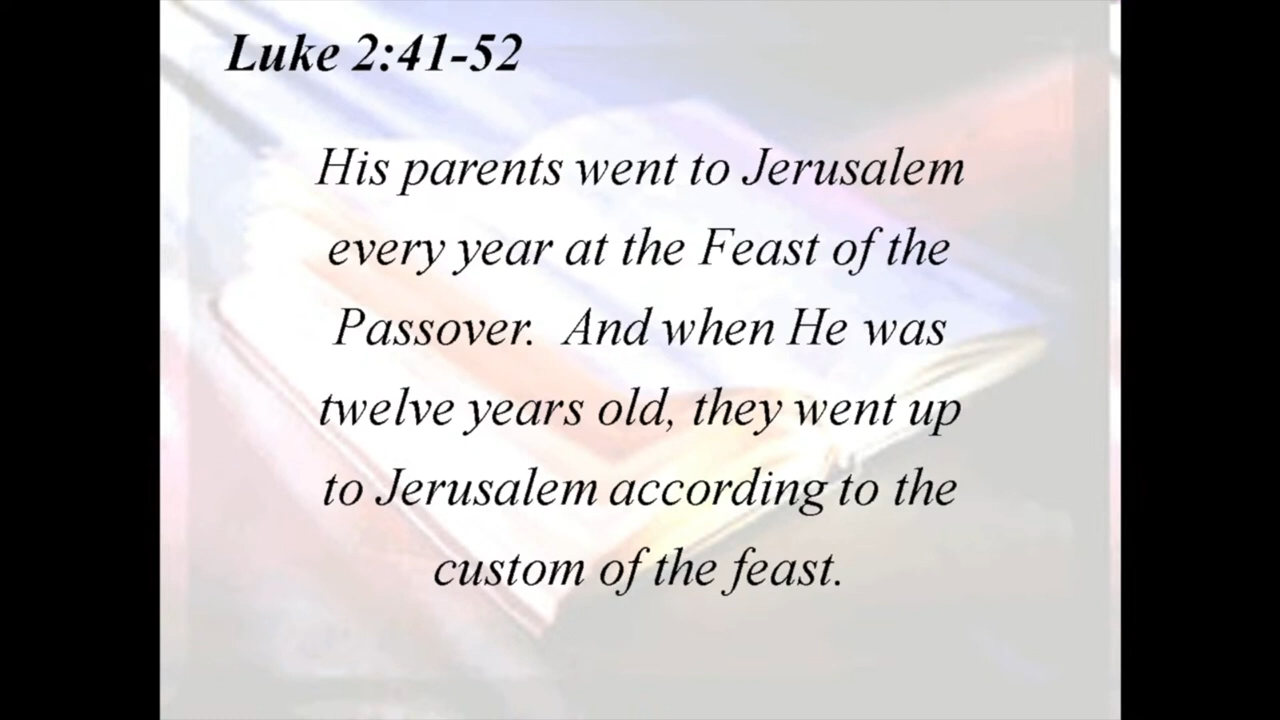 Luke 2:41-52
His parents went to Jerusalem
every year at the Feast of the
Passover.  And when He was
twelve years old, they went up
to Jerusalem according to the
custom of the feast.